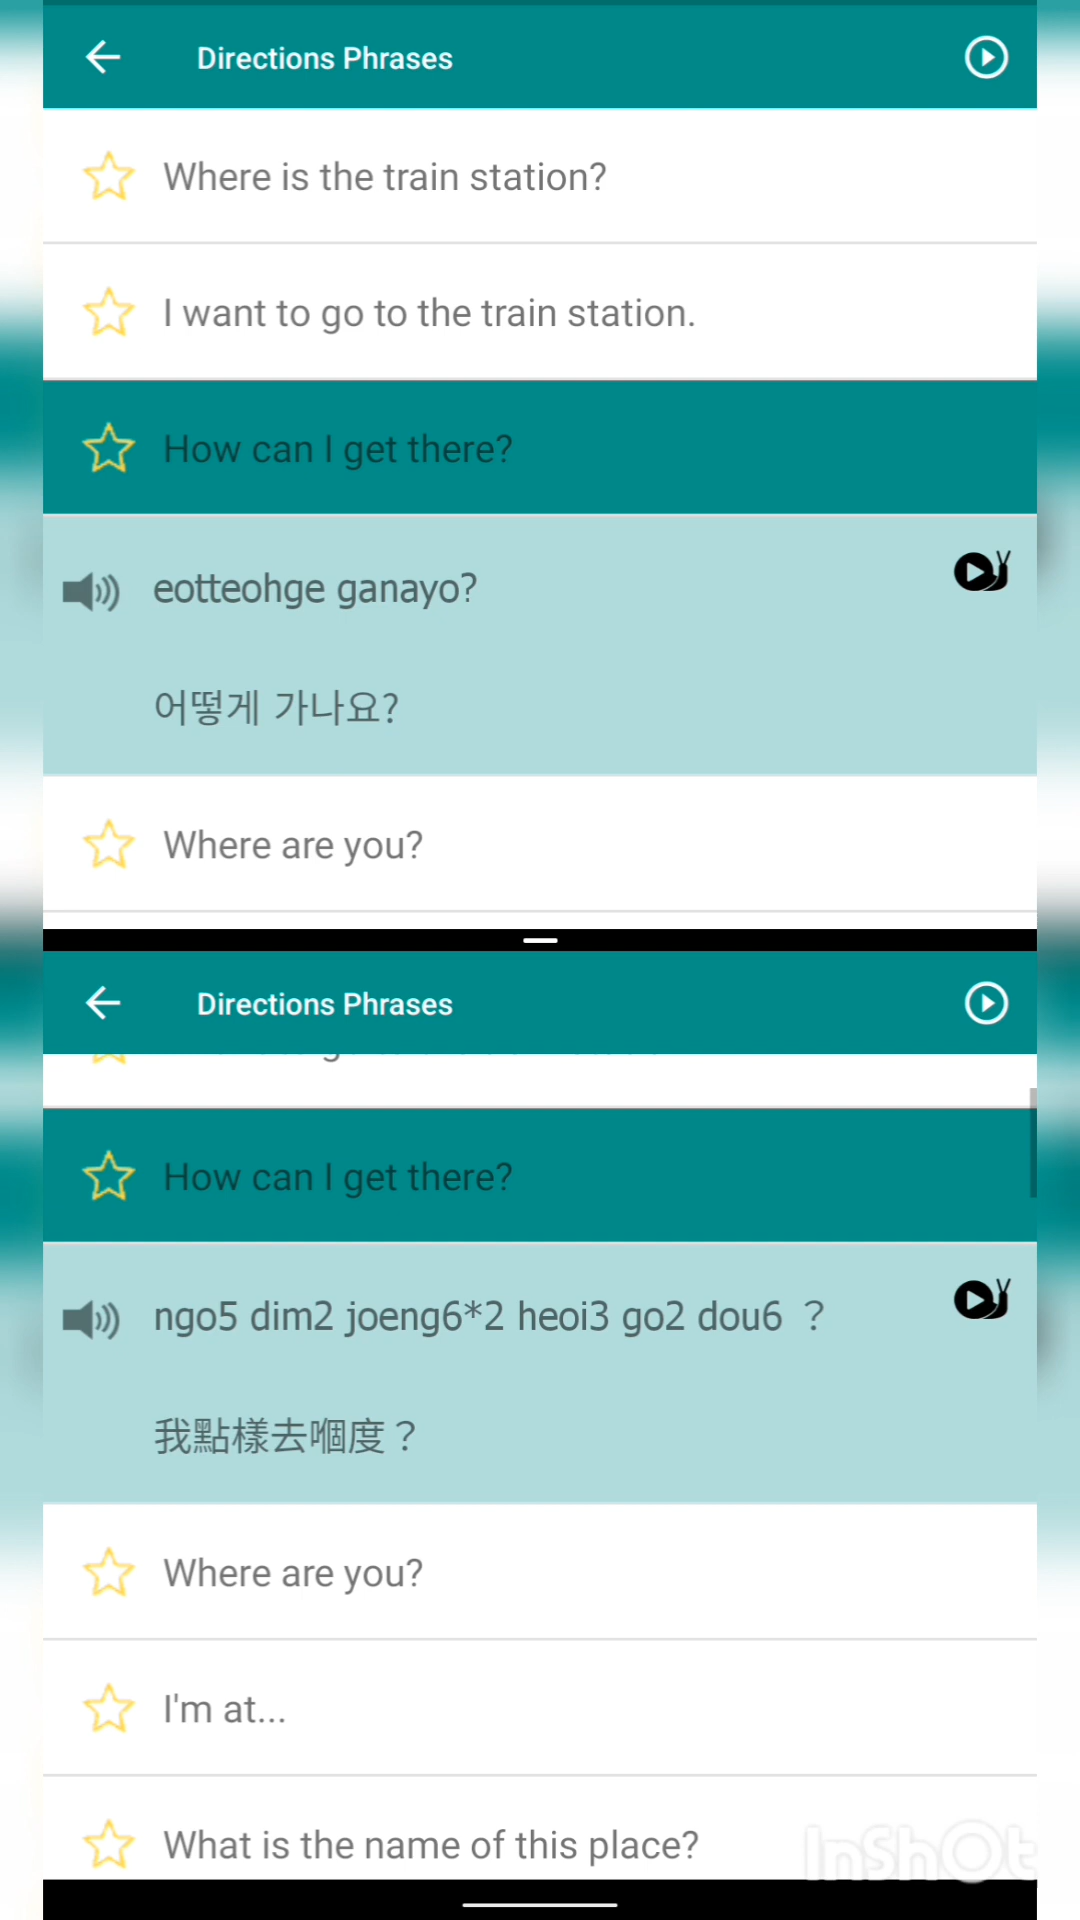 Directions Phrases
Where is the train station?
I want to go to the train station.
How can I get there?
eotteohge ganayo?
어떻게 가나요?
Where are you?
Directions Phrases
How can I get there?
ngo5 dim2 joeng6*2 heoi3 go2 dou6 ？
我點樣去嗰度？
Where are you?
I'm at...
What is the name of this place?
InShOt